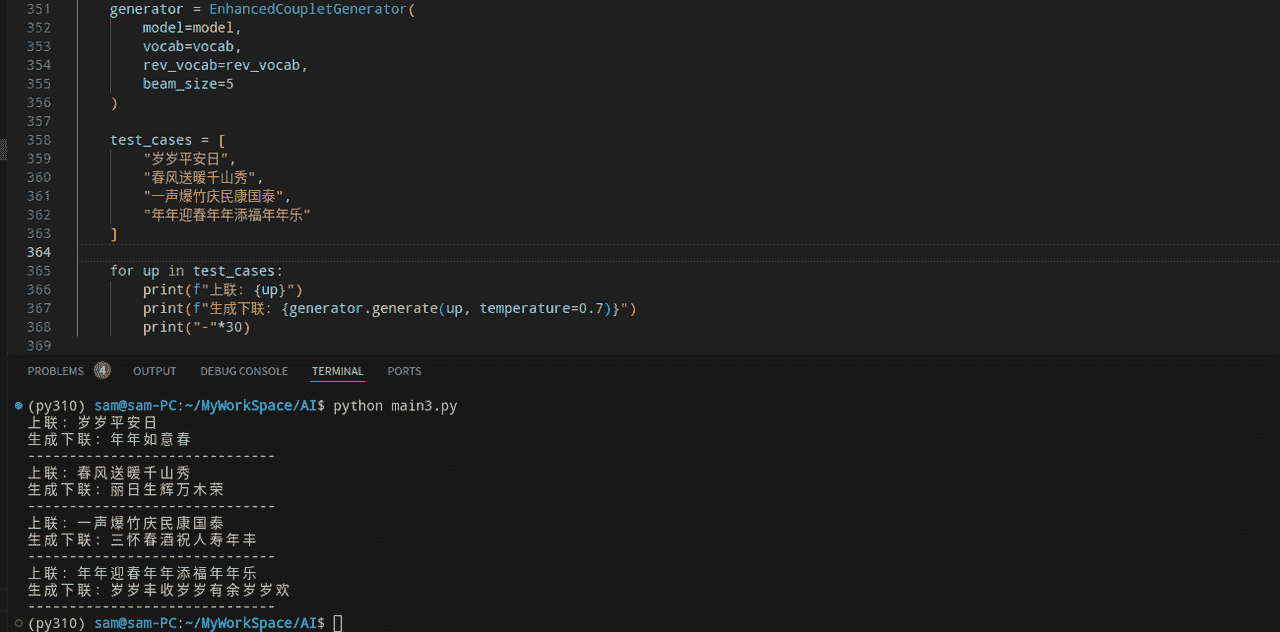 351 generator = EnhancedCoupletGenerator(
352 model=model,
353 vocab=vocab,
354 rev_vocab=rev_vocab,
355 beam_size=5
356 )
357
358 test_cases = [
359 "岁岁平安日",
360 "春风送暖千山秀",
361 "一声爆竹庆民康国泰",
362 "年年迎春年年添福年年乐"
363 ]
364
365 for up in test_cases:
366 print(f"上联: {up}")
367 print(f"生成下联: {generator.generate(up, temperature=0.7)}")
368 print("-"*30)
369
PROBLEMS 4 OUTPUT DEBUG CONSOLE TERMINAL PORTS
(py310) sam@sam-PC:~/MyWorkSpace/AI$ python main3.py
上联: 岁岁平安日
生成下联: 年年如意春
------------------------------
上联: 春风送暖千山秀
生成下联: 丽日生辉万木荣
------------------------------
上联: 一声爆竹庆民康国泰
生成下联: 三怀春酒祝人寿年丰
------------------------------
上联: 年年迎春年年添福年年乐
生成下联: 岁岁丰收岁岁有余岁岁欢
------------------------------
(py310) sam@sam-PC:~/MyWorkSpace/AI$